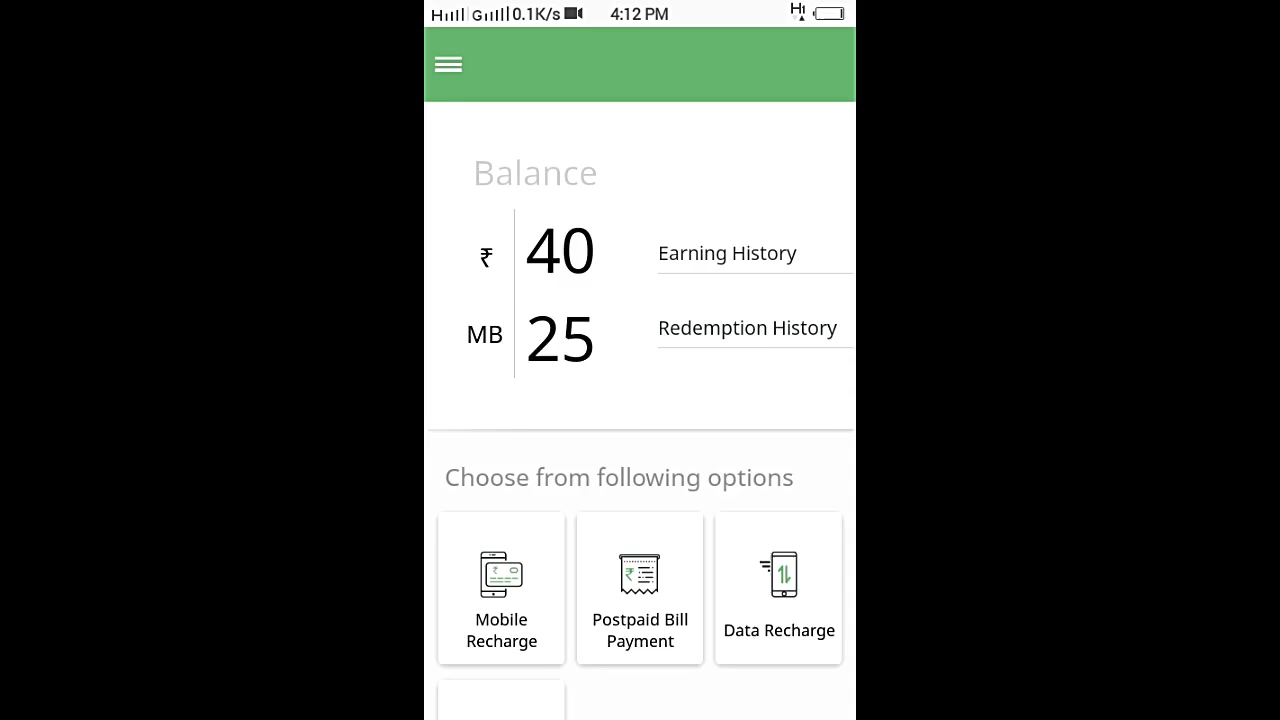 H G 0.1K/s 4:12 PM H1
Balance
₹ 40
Earning History
MB 25
Redemption History
Choose from following options
Mobile
Recharge
Postpaid Bill
Payment
Data Recharge